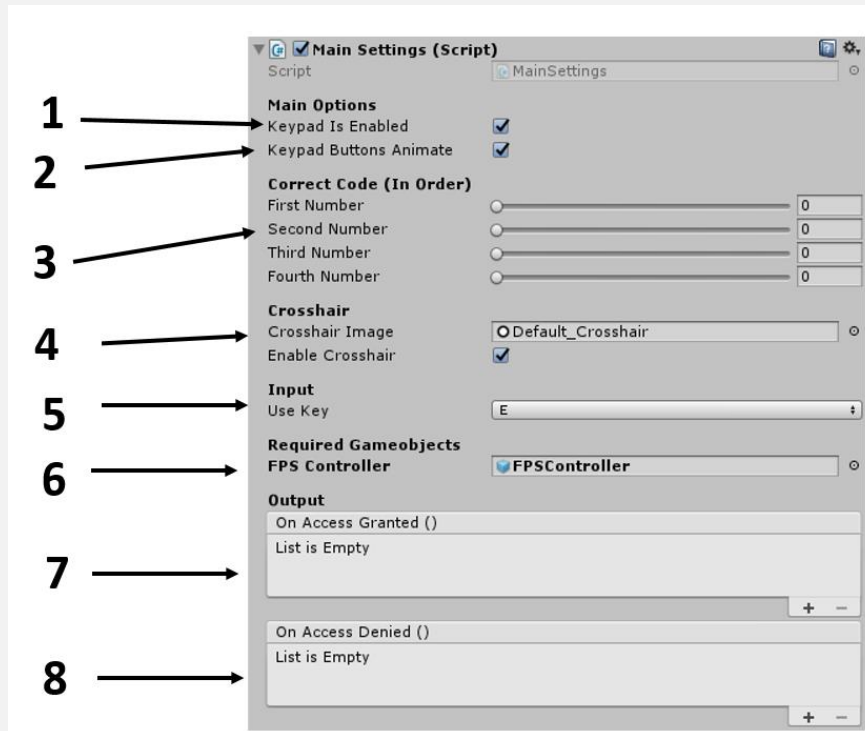 Main Settings (Script)
Script MainSettings
Main Options
1 Keypad Is Enabled
2 Keypad Buttons Animate
Correct Code (In Order)
First Number 0
3 Second Number 0
Third Number 0
Fourth Number 0
Crosshair
4 Crosshair Image Default_Crosshair
Enable Crosshair
Input
5 Use Key E
Required Gameobjects
6 FPS Controller FPSController
Output
On Access Granted ()
List is Empty
7
+ −
On Access Denied ()
List is Empty
8
+ −